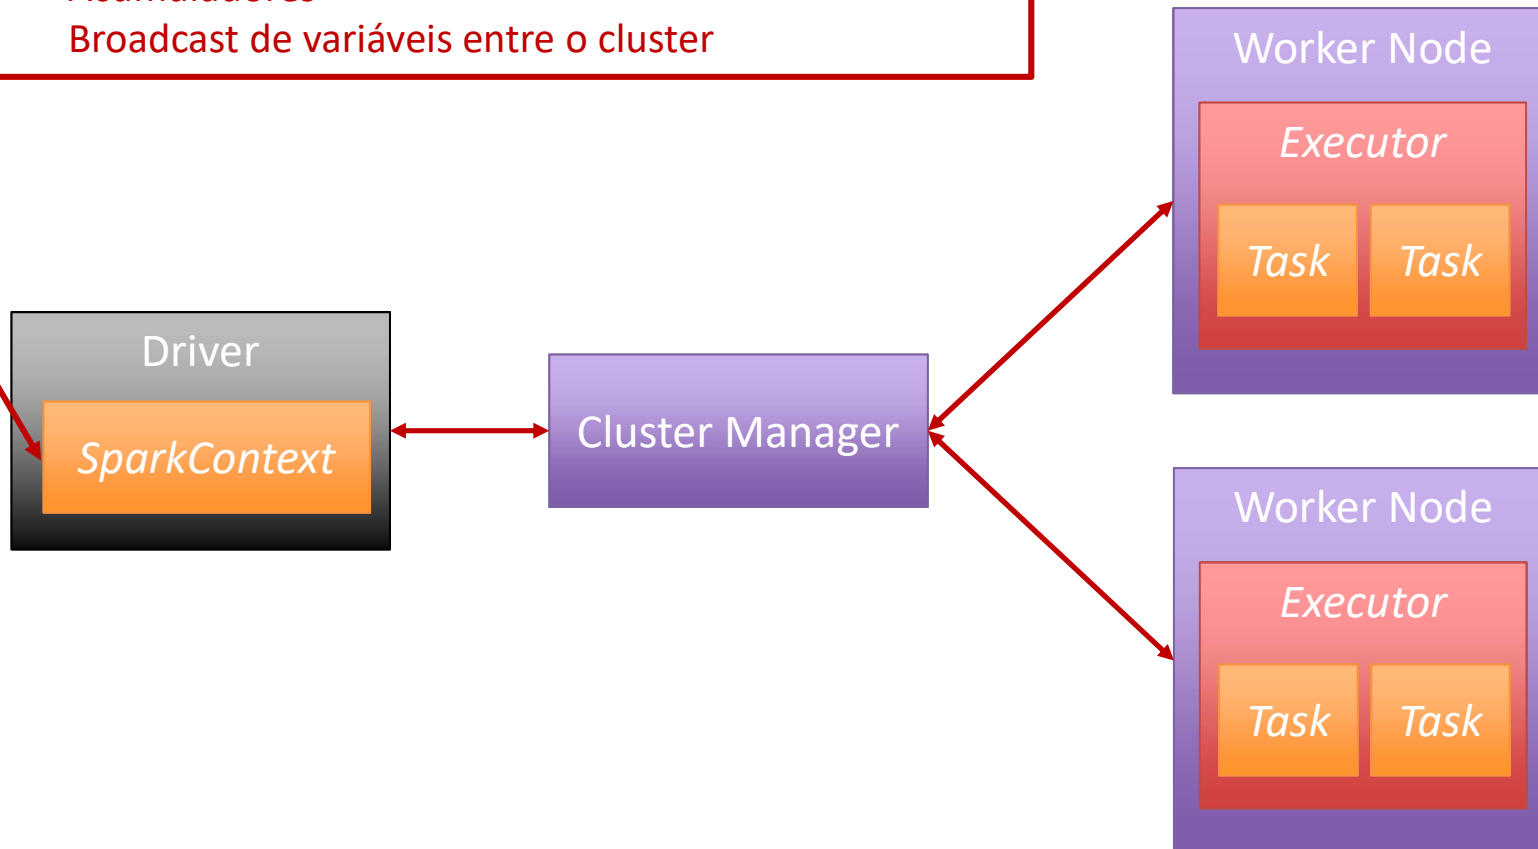 Acumuladores
Broadcast de variáveis entre o cluster
Worker Node
Executor
Task Task
Driver
SparkContext
Cluster Manager
Worker Node
Executor
Task Task